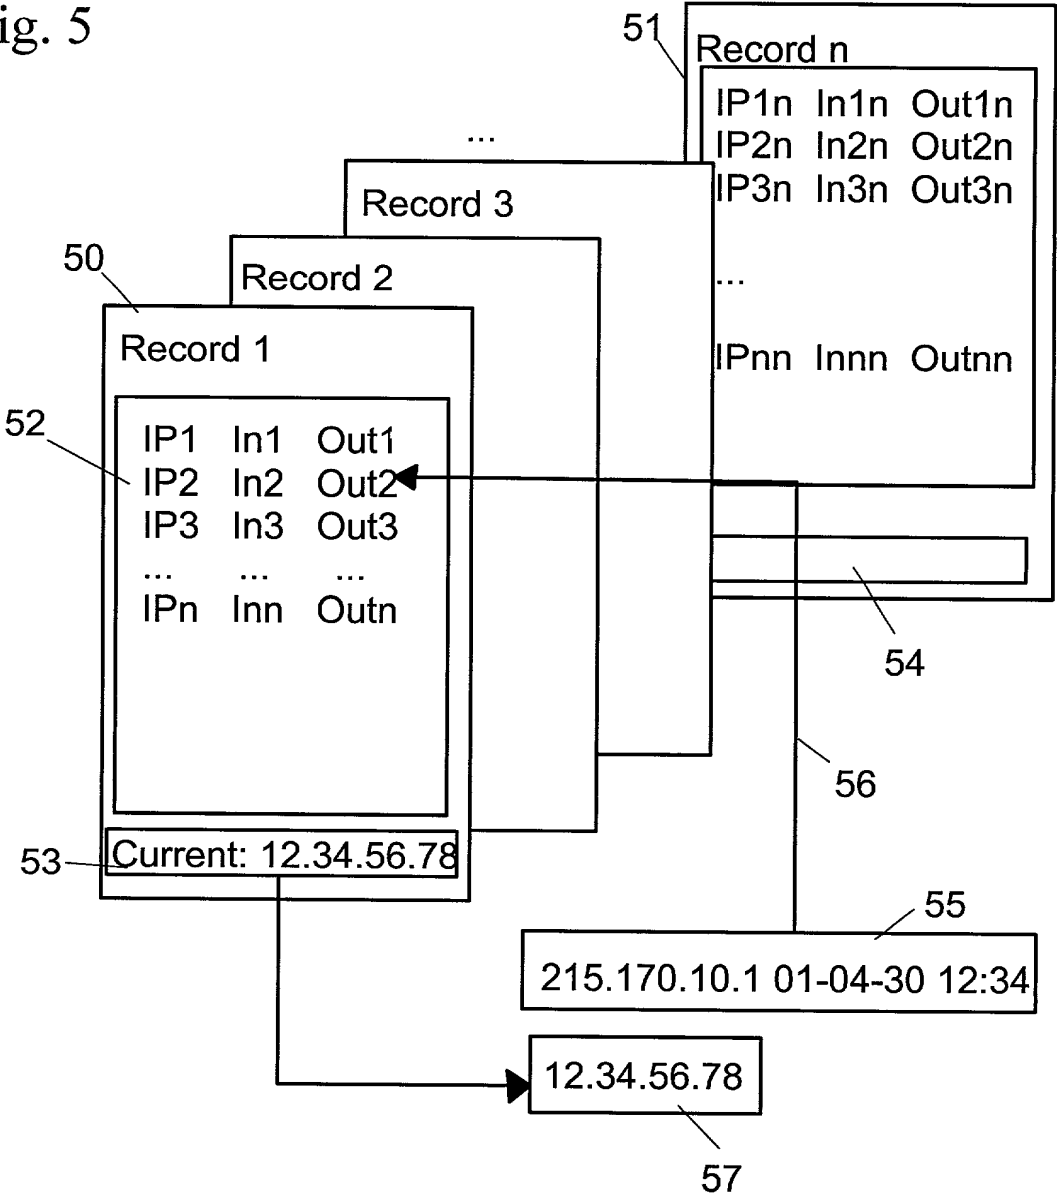 ig. 5
51
Record n
IP1n In1n Out1n
IP2n In2n Out2n
IP3n In3n Out3n
...
IPnn Innn Outnn
...
Record 3
Record 2
50
Record 1
52
IP1 In1 Out1
IP2 In2 Out2
IP3 In3 Out3
... ... ...
IPn Inn Outn
54
56
53
Current: 12.34.56.78
55
215.170.10.1 01-04-30 12:34
12.34.56.78
57